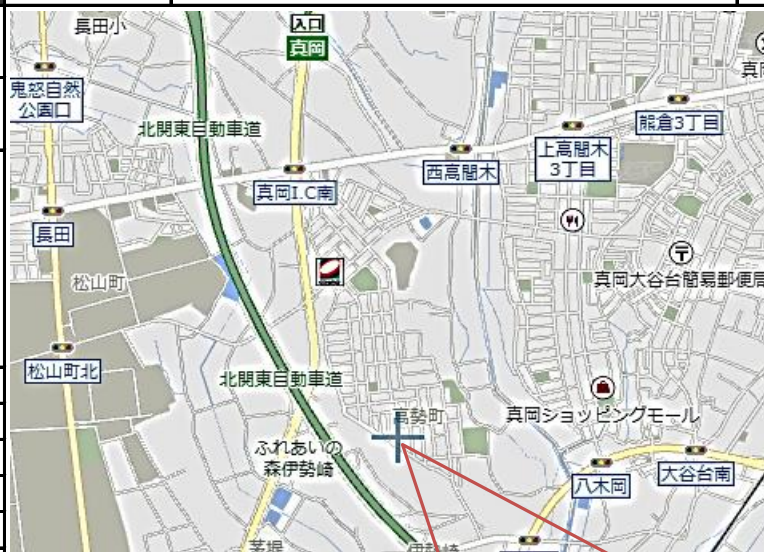 長田小
入口
真岡
鬼怒自然
公園口
北関東自動車道
熊倉3丁目
上高間木
3丁目
西高間木
真岡I.C南
長田
松山町
真岡大谷台簡易郵便局
松山町北
北関東自動車道
真岡ショッピングモール
ふれあいの
森伊勢崎
八木岡
大谷台南
茅堤